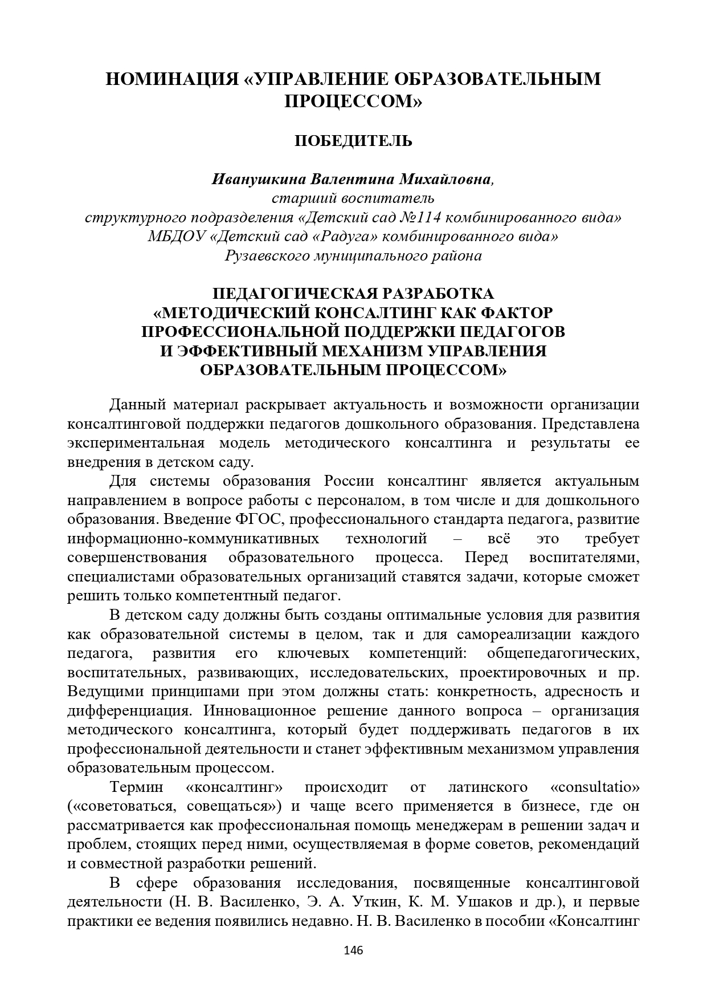 НОМИНАЦИЯ «УПРАВЛЕНИЕ ОБРАЗОВАТЕЛЬНЫМ
ПРОЦЕССОМ»
ПОБЕДИТЕЛЬ
Иванушкина Валентина Михайловна,
старший воспитатель
структурного подразделения «Детский сад №114 комбинированного вида»
МБДОУ «Детский сад «Радуга» комбинированного вида»
Рузаевского муниципального района
ПЕДАГОГИЧЕСКАЯ РАЗРАБОТКА
«МЕТОДИЧЕСКИЙ КОНСАЛТИНГ КАК ФАКТОР
ПРОФЕССИОНАЛЬНОЙ ПОДДЕРЖКИ ПЕДАГОГОВ
И ЭФФЕКТИВНЫЙ МЕХАНИЗМ УПРАВЛЕНИЯ
ОБРАЗОВАТЕЛЬНЫМ ПРОЦЕССОМ»
Данный материал раскрывает актуальность и возможности организации
консалтинговой поддержки педагогов дошкольного образования. Представлена
экспериментальная модель методического консалтинга и результаты ее
внедрения в детском саду.
Для системы образования России консалтинг является актуальным
направлением в вопросе работы с персоналом, в том числе и для дошкольного
образования. Введение ФГОС, профессионального стандарта педагога, развитие
информационно-коммуникативных технологий – всё это требует
совершенствования образовательного процесса. Перед воспитателями,
специалистами образовательных организаций ставятся задачи, которые сможет
решить только компетентный педагог.
В детском саду должны быть созданы оптимальные условия для развития
как образовательной системы в целом, так и для самореализации каждого
педагога, развития его ключевых компетенций: общепедагогических,
воспитательных, развивающих, исследовательских, проектировочных и пр.
Ведущими принципами при этом должны стать: конкретность, адресность и
дифференциация. Инновационное решение данного вопроса – организация
методического консалтинга, который будет поддерживать педагогов в их
профессиональной деятельности и станет эффективным механизмом управления
образовательным процессом.
Термин «консалтинг» происходит от латинского «consultatio»
(«советоваться, совещаться») и чаще всего применяется в бизнесе, где он
рассматривается как профессиональная помощь менеджерам в решении задач и
проблем, стоящих перед ними, осуществляемая в форме советов, рекомендаций
и совместной разработки решений.
В сфере образования исследования, посвященные консалтинговой
деятельности (Н. В. Василенко, Э. А. Уткин, К. М. Ушаков и др.), и первые
практики ее ведения появились недавно. Н. В. Василенко в пособии «Консалтинг
146